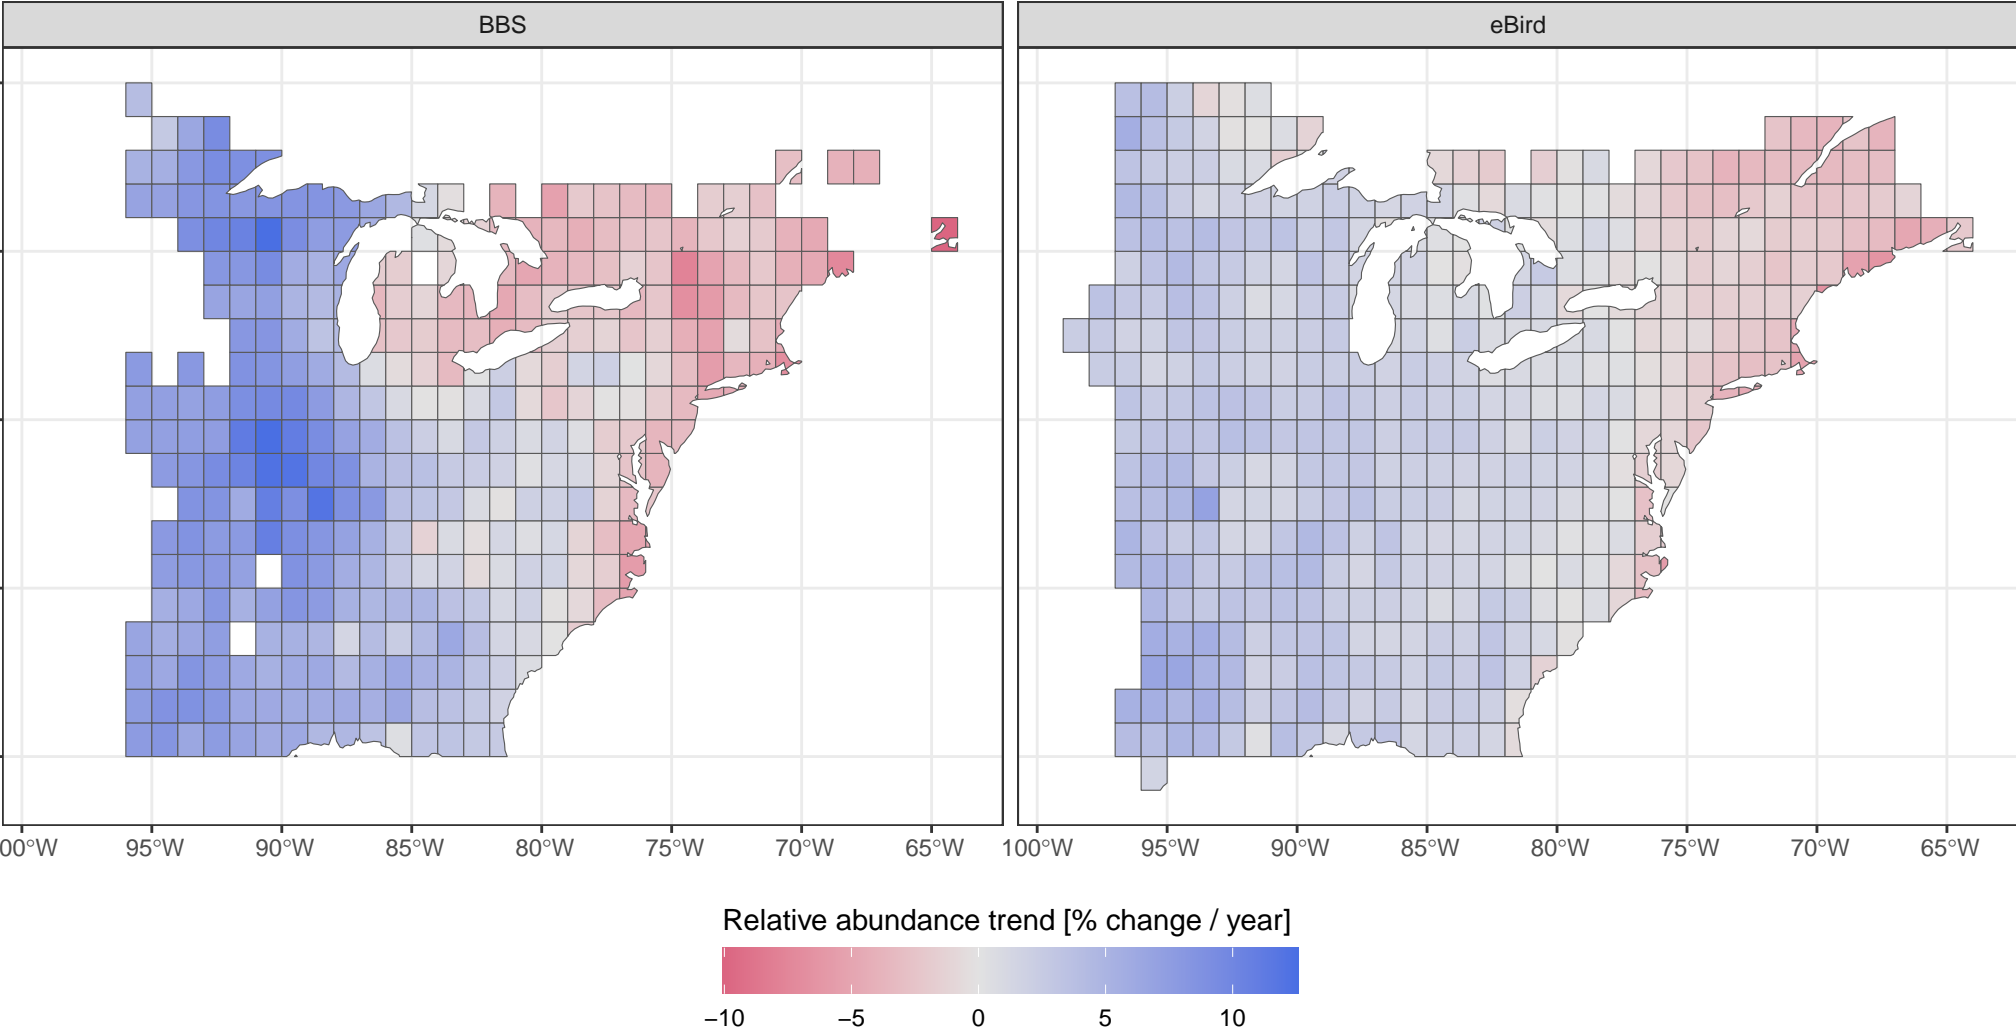 BBS eBird
00°W 95°W 90°W 85°W 80°W 75°W 70°W 65°W 100°W 95°W 90°W 85°W 80°W 75°W 70°W 65°W
Relative abundance trend [% change / year]
−10 −5 0 5 10